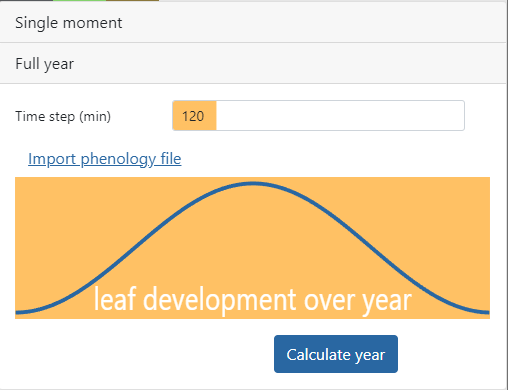 Single moment
Full year
Time step (min)
120
Import phenology file
leaf development over year
Calculate year